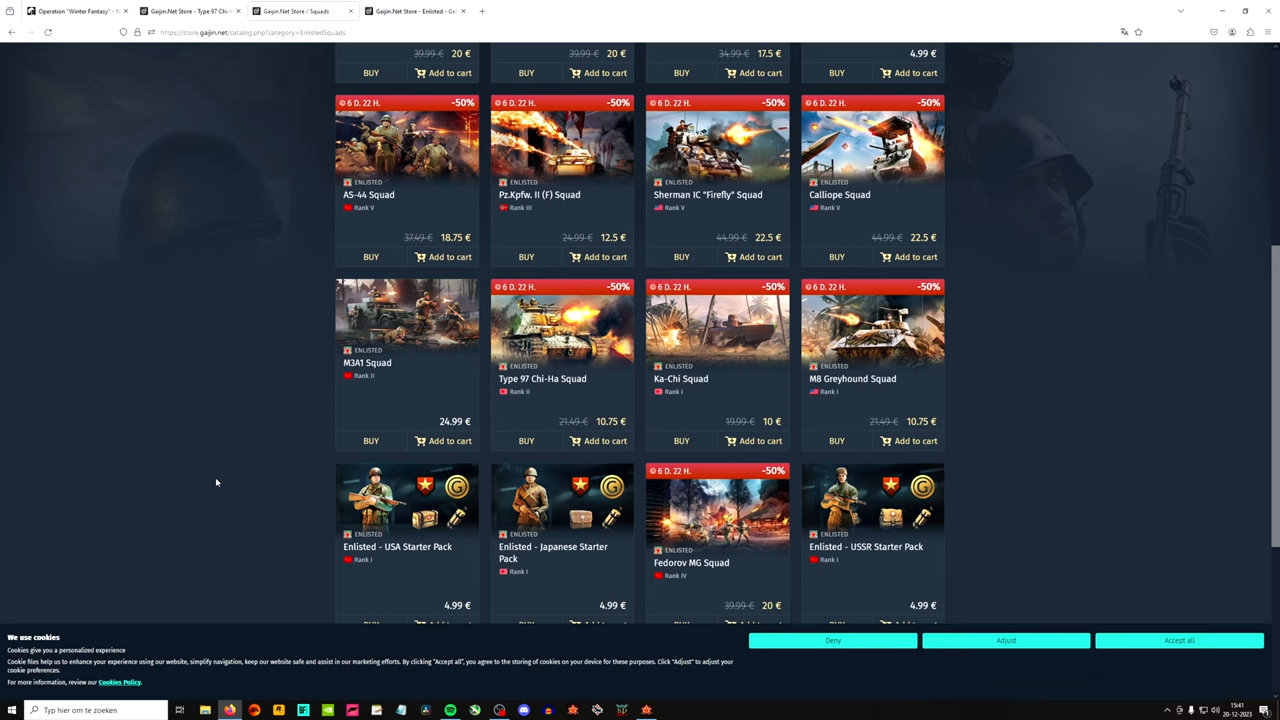 Operation "Winter Fantasy" - 
Gaijin.Net Store - Type 97 Chi-H
Gaijin.Net Store / Squads
Gaijin.Net Store - Enlisted - Ge
https://store.gaijin.net/catalog.php?category=EnlistedSquads
39.99 € 20 €
39.99 € 20 €
34.99 € 17.5 €
4.99 €
BUY Add to cart
BUY Add to cart
BUY Add to cart
BUY Add to cart
6 D. 22 H. -50%
6 D. 22 H. -50%
6 D. 22 H. -50%
6 D. 22 H. -50%
ENLISTED
ENLISTED
ENLISTED
ENLISTED
AS-44 Squad
Pz.Kpfw. II (F) Squad
Sherman IC "Firefly" Squad
Calliope Squad
Rank V
Rank III
Rank V
Rank V
37.49 € 18.75 €
24.99 € 12.5 €
44.99 € 22.5 €
44.99 € 22.5 €
BUY Add to cart
BUY Add to cart
BUY Add to cart
BUY Add to cart
6 D. 22 H. -50%
6 D. 22 H. -50%
6 D. 22 H. -50%
ENLISTED
M3A1 Squad
Rank II
ENLISTED
ENLISTED
ENLISTED
Type 97 Chi-Ha Squad
Ka-Chi Squad
M8 Greyhound Squad
Rank II
Rank I
Rank I
24.99 €
21.49 € 10.75 €
19.99 € 10 €
21.49 € 10.75 €
BUY Add to cart
BUY Add to cart
BUY Add to cart
BUY Add to cart
6 D. 22 H. -50%
G
G
G
ENLISTED
ENLISTED
ENLISTED
Enlisted - USA Starter Pack
Enlisted - Japanese Starter
Pack
Enlisted - USSR Starter Pack
Rank I
Rank I
Rank I
ENLISTED
Fedorov MG Squad
Rank IV
4.99 €
4.99 €
39.99 € 20 €
4.99 €
We use cookies
Cookies give you a personalized experience
Cookie files help us to enhance your experience using our website, simplify navigation, keep our website safe and assist in our marketing efforts. By clicking "Accept all", you agree to the storing of cookies on your device for these purposes. Click "Adjust" to adjust your
cookie preferences.
For more information, review our Cookies Policy.
Deny
Adjust
Accept all
Typ hier om te zoeken
15:41
20-12-2023